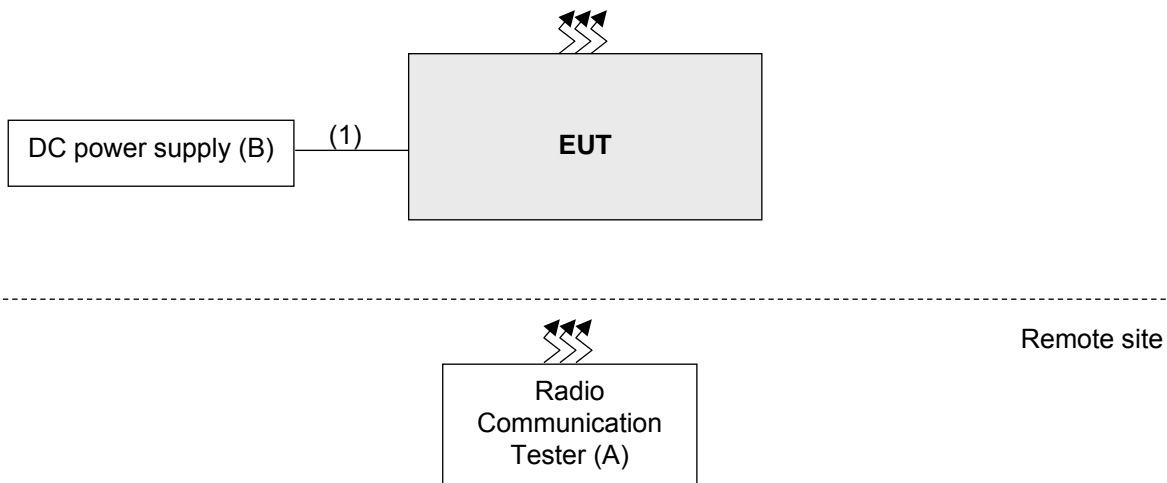 DC power supply (B)
(1)
EUT
Remote site
Radio
Communication
Tester (A)